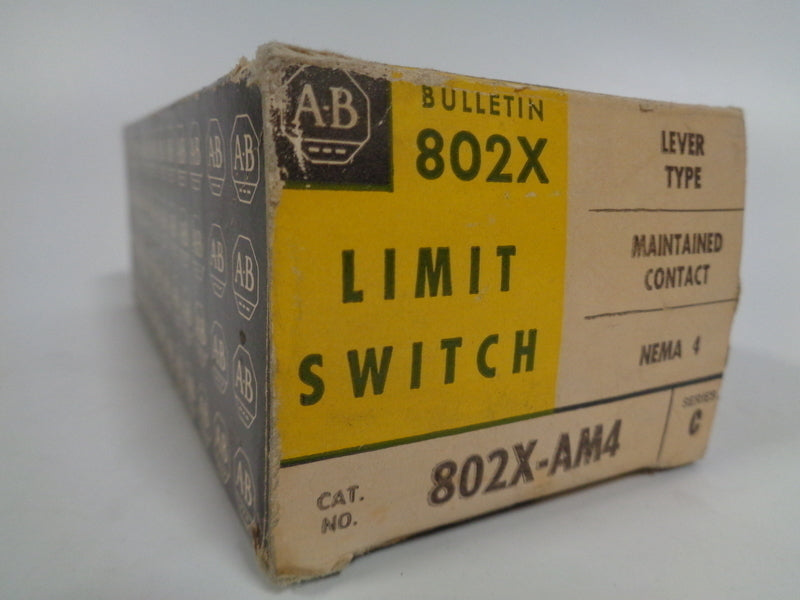 A-B
BULLETIN
802X
LIMIT
SWITCH
LEVER
TYPE
MAINTAINED
CONTACT
NEMA 4
CAT.
NO.
802X-AM4
SERIES
C
A-B
A-B
A-B
A-B
A-B
A-B
A-B
A-B